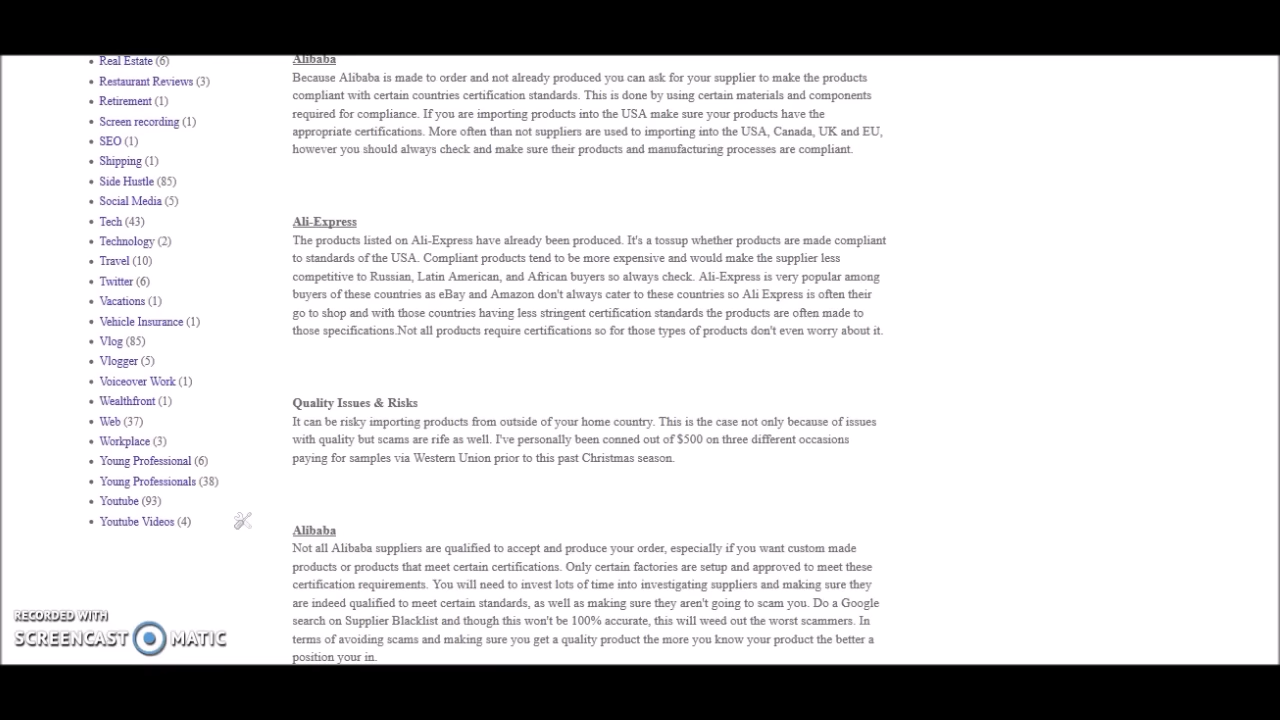 Real Estate (6)
Restaurant Reviews (3)
Retirement (1)
Screen recording (1)
SEO (1)
Shipping (1)
Side Hustle (85)
Social Media (5)
Tech (43)
Technology (2)
Travel (10)
Twitter (6)
Vacations (1)
Vehicle Insurance (1)
Vlog (85)
Vlogger (5)
Voiceover Work (1)
Wealthfront (1)
Web (37)
Workplace (3)
Young Professional (6)
Young Professionals (38)
Youtube (93)
Youtube Videos (4)
Alibaba
Because Alibaba is made to order and not already produced you can ask for your supplier to make the products
compliant with certain countries certification standards. This is done by using certain materials and components
required for compliance. If you are importing products into the USA make sure your products have the
appropriate certifications. More often than not suppliers are used to importing into the USA, Canada, UK and EU,
however you should always check and make sure their products and manufacturing processes are compliant.
Ali-Express
The products listed on Ali-Express have already been produced. It's a tossup whether products are made compliant
to standards of the USA. Compliant products tend to be more expensive and would make the supplier less
competitive to Russian, Latin American, and African buyers so always check. Ali-Express is very popular among
buyers of these countries as eBay and Amazon don't always cater to these countries so Ali Express is often their
go to shop and with those countries having less stringent certification standards the products are often made to
those specifications.Not all products require certifications so for those types of products don't even worry about it.
Quality Issues & Risks
It can be risky importing products from outside of your home country. This is the case not only because of issues
with quality but scams are rife as well. I've personally been conned out of $500 on three different occasions
paying for samples via Western Union prior to this past Christmas season.
Alibaba
Not all Alibaba suppliers are qualified to accept and produce your order, especially if you want custom made
products or products that meet certain certifications. Only certain factories are setup and approved to meet these
certification requirements. You will need to invest lots of time into investigating suppliers and making sure they
are indeed qualified to meet certain standards, as well as making sure they aren't going to scam you. Do a Google
search on Supplier Blacklist and though this won't be 100% accurate, this will weed out the worst scammers. In
terms of avoiding scams and making sure you get a quality product the more you know your product the better a
position your in.
RECORDED WITH
SCREENCAST MATIC